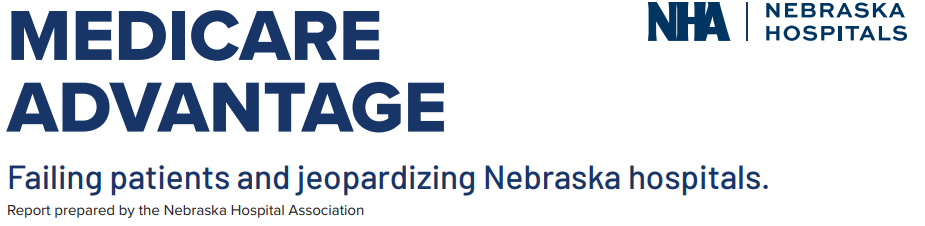 MEDICARE
ADVANTAGE
NHA
NEBRASKA
HOSPITALS
Failing patients and jeopardizing Nebraska hospitals.
Report prepared by the Nebraska Hospital Association